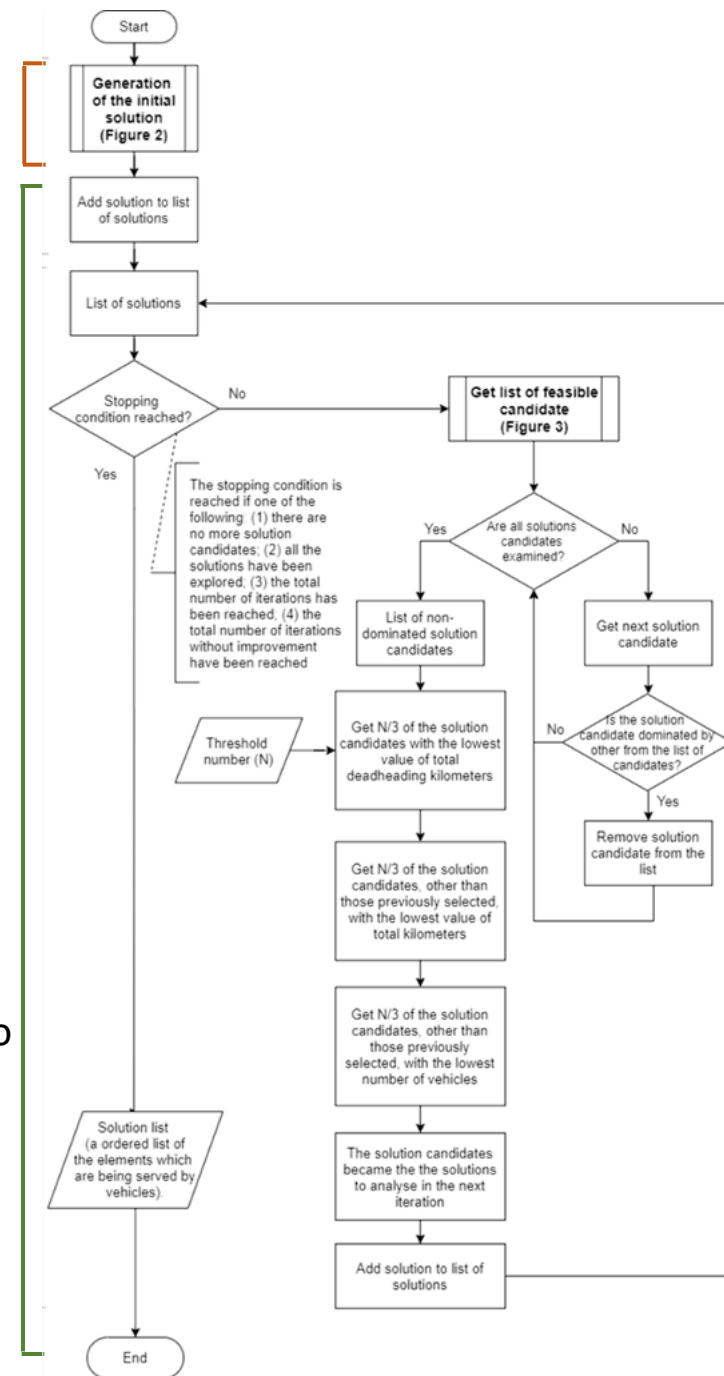 Start
Generation
of the initial
solution
(Figure 2)
Add solution to list
of solutions
List of solutions
Stopping
condition reached?
No
Yes
The stopping condition is
reached if one of the
following: (1) there are
no more solution
candidates; (2) all the
solutions have been
explored; (3) the total
number of iterations has
been reached, (4) the
total number of iterations
without improvement
have been reached
Get list of feasible
candidate
(Figure 3)
Are all solutions
candidates
examined?
Yes
No
List of non-
dominated solution
candidates
Get next solution
candidate
Is the solution
candidate dominated by
other from the list of
candidates?
No
Yes
Remove solution
candidate from the
list
Threshold
number (N)
Get N/3 of the solution
candidates with the lowest
value of total
deadheading kilometers
Get N/3 of the solution
candidates, other than
those previously selected,
with the lowest value of
total kilometers
Get N/3 of the solution
candidates, other than
those previously
selected, with the lowest
number of vehicles
The solution candidates
became the the solutions
to analyse in the next
iteration
Add solution to list of
solutions
o
Solution list
(a ordered list of
the elements which
are being served by
vehicles).
End